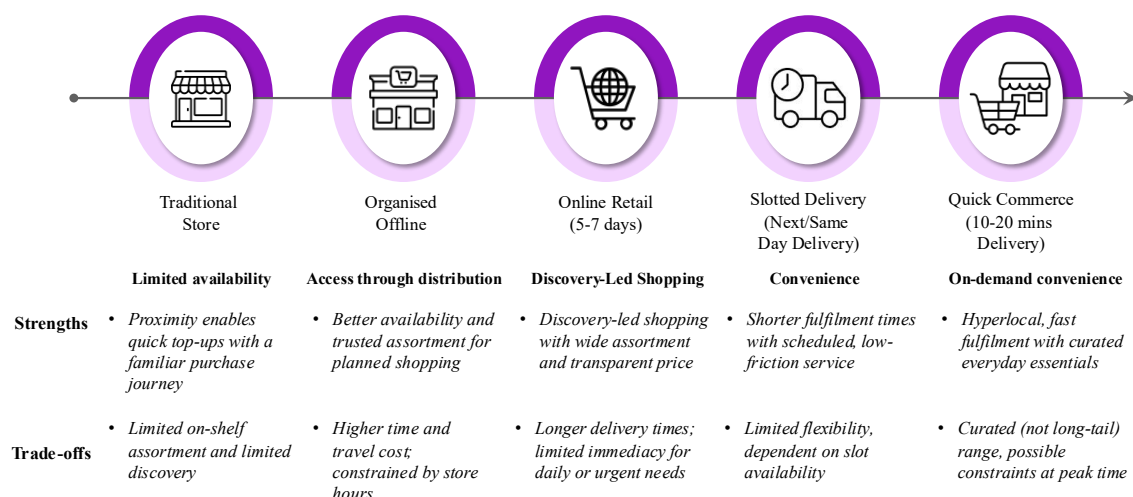 Traditional
Store
Organised
Offline
Online Retail
(5-7 days)
Slotted Delivery
(Next/Same
Day Delivery)
Quick Commerce
(10-20 mins
Delivery)
Limited availability
Access through distribution
Discovery-Led Shopping
Convenience
On-demand convenience
Strengths
• Proximity enables
quick top-ups with a
familiar purchase
journey
• Better availability and
trusted assortment for
planned shopping
• Discovery-led shopping
with wide assortment
and transparent price
• Shorter fulfilment times
with scheduled, low-
friction service
• Hyperlocal, fast
fulfilment with curated
everyday essentials
Trade-offs
• Limited on-shelf
assortment and limited
discovery
• Higher time and
travel cost;
constrained by store
hours
• Longer delivery times;
limited immediacy for
daily or urgent needs
• Limited flexibility,
dependent on slot
availability
• Curated (not long-tail)
range, possible
constraints at peak time